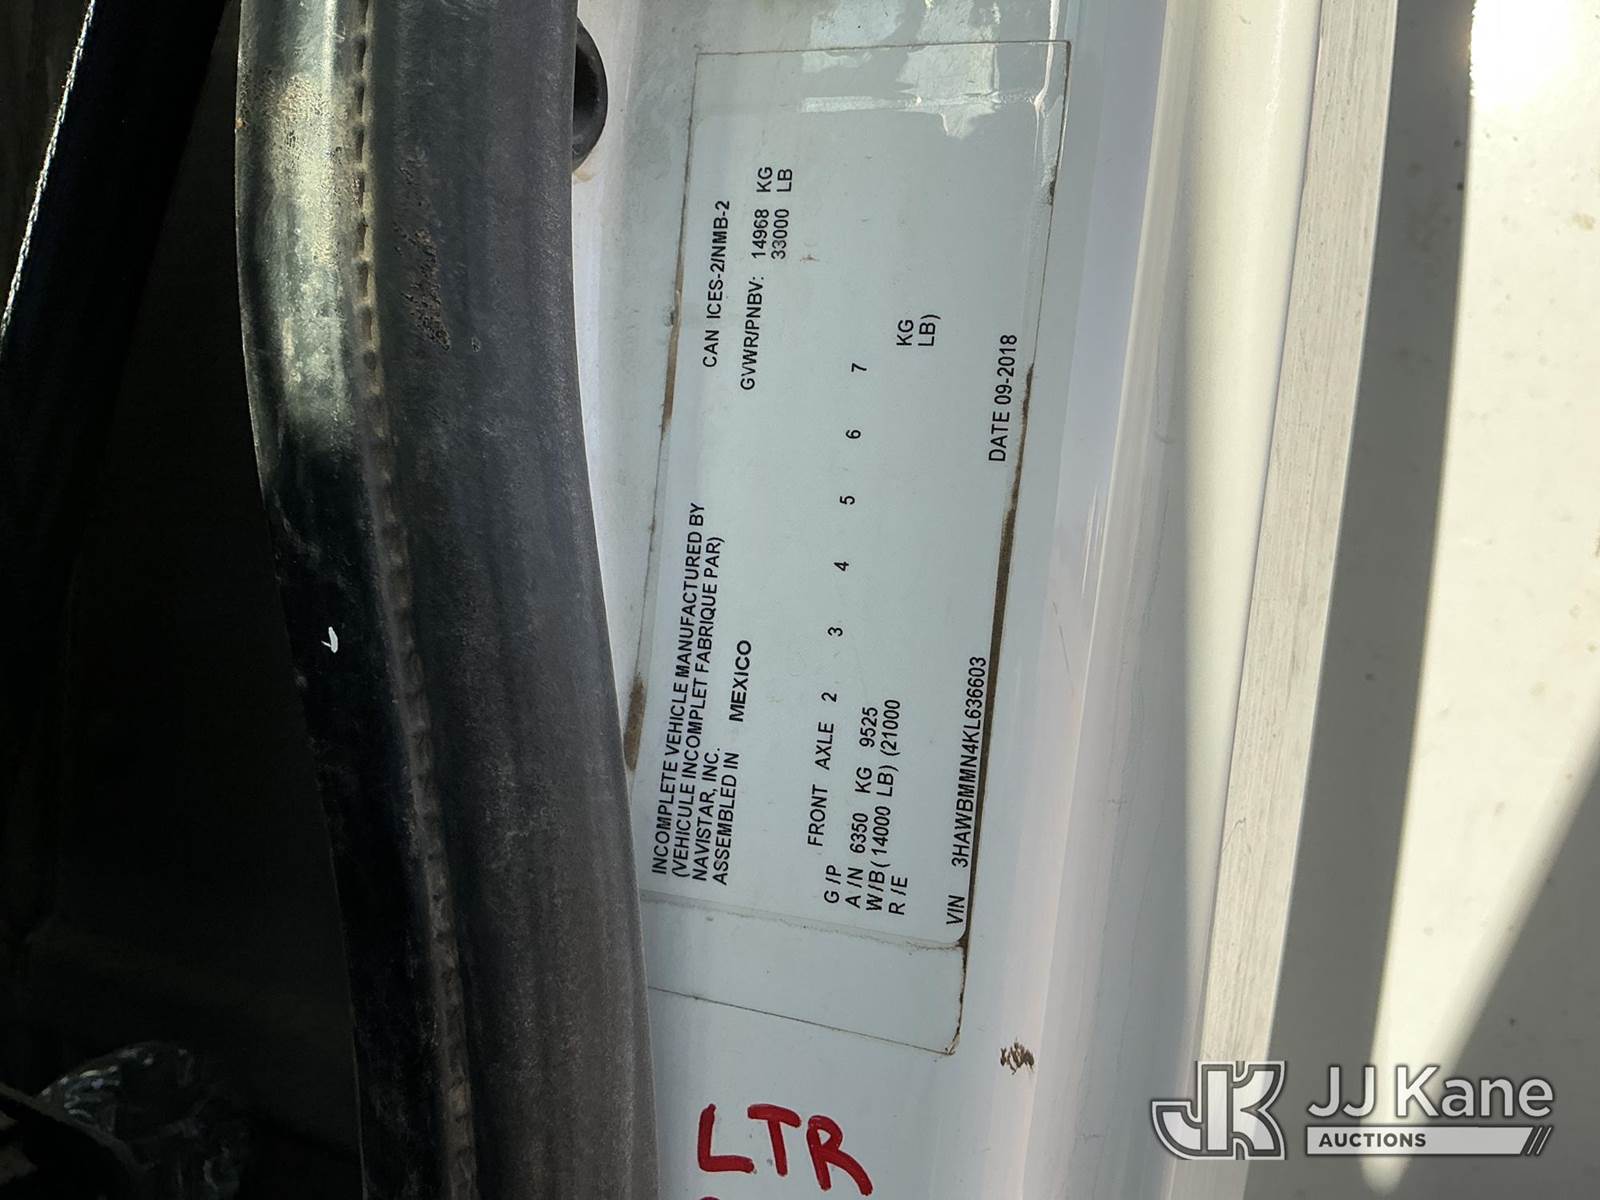 INCOMPLETE VEHICLE MANUFACTURED BY
(VEHICULE INCOMPLET FABRIQUE PAR)
NAVISTAR, INC.
ASSEMBLED IN MEXICO
CAN ICES-2/NMB-2
GVWR/PNBV: 14968 KG
33000 LB
FRONT AXLE 2 3 4 5 6 7
G /P
A /N 6350 KG 9525 KG
W/B (14000 LB) (21000 LB)
R /E
VIN 3HAWBMMN4KL636603
DATE 09-2018
LTR
JJ Kane
AUCTIONS